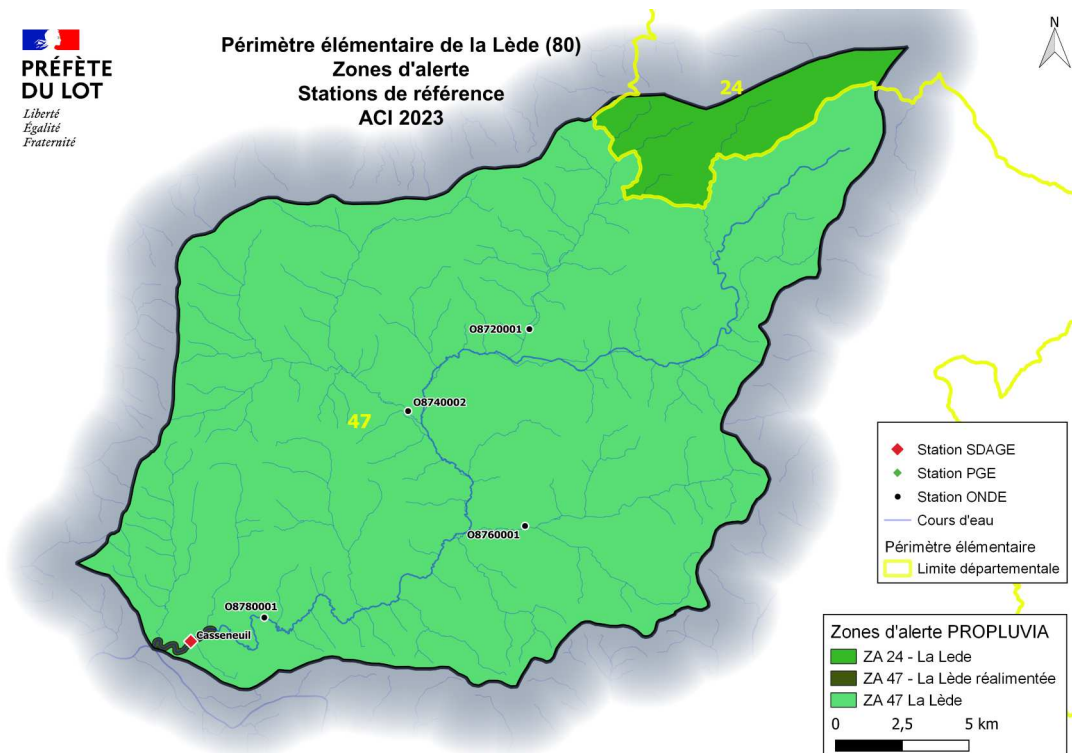 PRÉFÈTE
DU LOT
Liberté
Égalité
Fraternité
Périmètre élémentaire de la Lède (80)
Zones d'alerte
Stations de référence
ACI 2023
N
24
O8720001
O8740002
47
O8760001
O8780001
Casseneuil
Station SDAGE
Station PGE
Station ONDE
Cours d'eau
Périmètre élémentaire
Limite départementale
Zones d'alerte PROPLUVIA
ZA 24 - La Lede
ZA 47 - La Lède réalimentée
ZA 47 La Lède
0 2,5 5 km